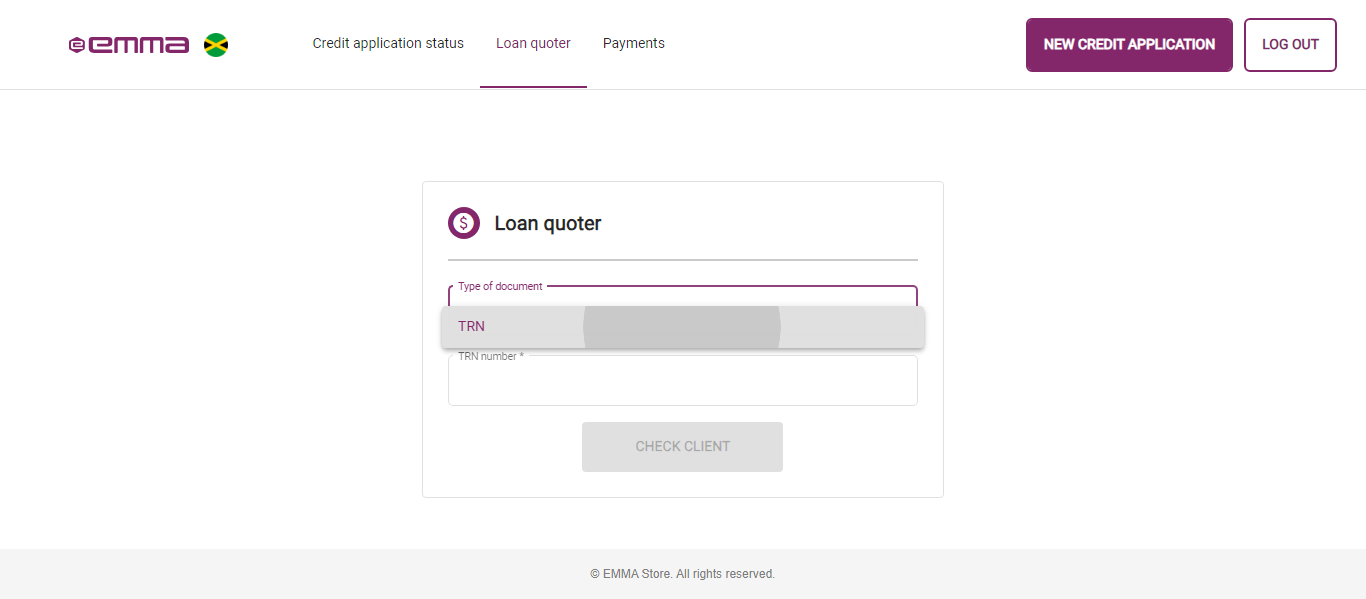 emma
Credit application status
Loan quoter
Payments
NEW CREDIT APPLICATION
LOG OUT
$ Loan quoter
Type of document
TRN
TRN number *
CHECK CLIENT
© EMMA Store. All rights reserved.